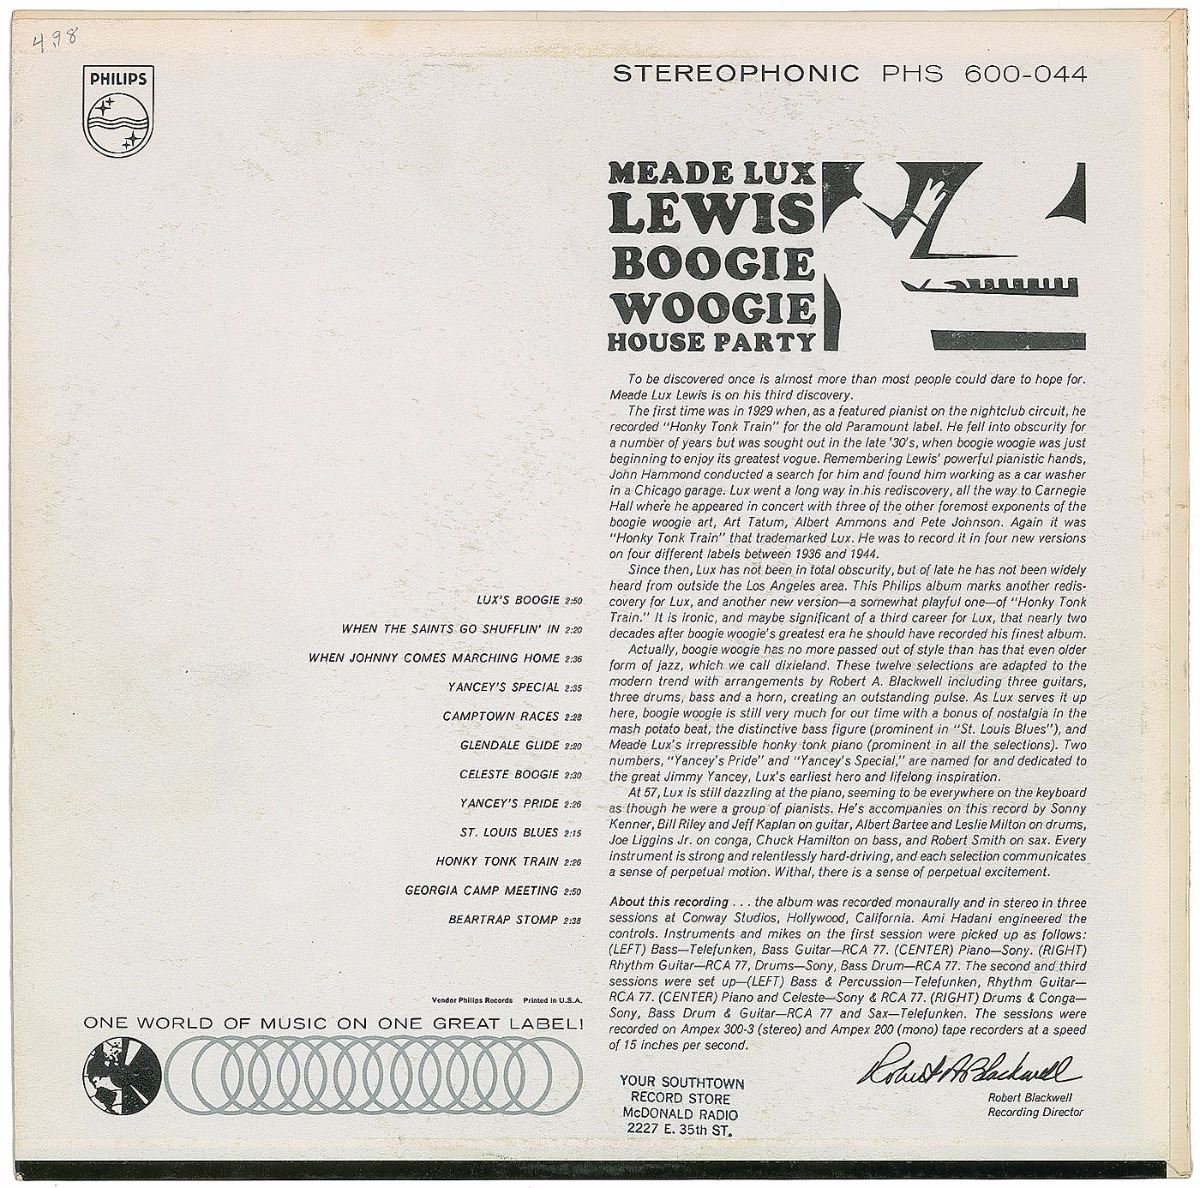 4.98
PHILIPS
STEREOPHONIC PHS 600-044
MEADE LUX
LEWIS
BOOGIE
WOOGIE
HOUSE PARTY
To be discovered once is almost more than most people could dare to hope for.
Meade Lux Lewis is on his third discovery.
The first time was in 1929 when, as a featured pianist on the nightclub circuit, he
recorded "Honky Tonk Train" for the old Paramount label. He fell into obscurity for
a number of years but was sought out in the late '30's, when boogie woogie was just
beginning to enjoy its greatest vogue. Remembering Lewis' powerful pianistic hands,
John Hammond conducted a search for him and found him working as a car washer
in a Chicago garage. Lux went a long way in his rediscovery, all the way to Carnegie
Hall where he appeared in concert with three of the other foremost exponents of the
boogie woogie art, Art Tatum, Albert Ammons and Pete Johnson. Again it was
"Honky Tonk Train" that trademarked Lux. He was to record it in four new versions
on four different labels between 1936 and 1944.
Since then, Lux has not been in total obscurity, but of late he has not been widely
heard from outside the Los Angeles area. This Philips album marks another redis-
covery for Lux, and another new version—a somewhat playful one—of "Honky Tonk
Train." It is ironic, and maybe significant of a third career for Lux, that nearly two
decades after boogie woogie's greatest era he should have recorded his finest album.
Actually, boogie woogie has no more passed out of style than has that even older
form of jazz, which we call dixieland. These twelve selections are adapted to the
modern trend with arrangements by Robert A. Blackwell including three guitars,
three drums, bass and a horn, creating an outstanding pulse. As Lux serves it up
here, boogie woogie is still very much for our time with a bonus of nostalgia in the
mash potato beat, the distinctive bass figure (prominent in "St. Louis Blues"), and
Meade Lux's irrepressible honky tonk piano (prominent in all the selections). Two
numbers, "Yancey's Pride" and "Yancey's Special," are named for and dedicated to
the great Jimmy Yancey, Lux's earliest hero and lifelong inspiration.
At 57, Lux is still dazzling at the piano, seeming to be everywhere on the keyboard
as though he were a group of pianists. He's accompanies on this record by Sonny
Kenner, Bill Riley and Jeff Kaplan on guitar, Albert Bartee and Leslie Milton on drums,
Joe Liggins Jr. on conga, Chuck Hamilton on bass, and Robert Smith on sax. Every
instrument is strong and relentlessly hard-driving, and each selection communicates
a sense of perpetual motion. Withal, there is a sense of perpetual excitement.
About this recording . . . the album was recorded monaurally and in stereo in three
sessions at Conway Studios, Hollywood, California. Ami Hadani engineered the
controls. Instruments and mikes on the first session were picked up as follows:
(LEFT) Bass—Telefunken, Bass Guitar—RCA 77. (CENTER) Piano—Sony. (RIGHT)
Rhythm Guitar—RCA 77, Drums—Sony, Bass Drum—RCA 77. The second and third
sessions were set up—(LEFT) Bass & Percussion—Telefunken, Rhythm Guitar—
RCA 77. (CENTER) Piano and Celeste—Sony & RCA 77. (RIGHT) Drums & Conga—
Sony, Bass Drum & Guitar—RCA 77 and Sax—Telefunken. The sessions were
recorded on Ampex 300-3 (stereo) and Ampex 200 (mono) tape recorders at a speed
of 15 inches per second.
Robert A Blackwell
Robert Blackwell
Recording Director
LUX'S BOOGIE 2:50
WHEN THE SAINTS GO SHUFFLIN' IN 2:20
WHEN JOHNNY COMES MARCHING HOME 2:36
YANCEY'S SPECIAL 2:35
CAMPTOWN RACES 2:28
GLENDALE GLIDE 2:20
CELESTE BOOGIE 2:30
YANCEY'S PRIDE 2:26
ST. LOUIS BLUES 2:15
HONKY TONK TRAIN 2:26
GEORGIA CAMP MEETING 2:50
BEARTRAP STOMP 2:38
Vendor Philips Records Printed in U.S.A.
ONE WORLD OF MUSIC ON ONE GREAT LABEL!
YOUR SOUTHTOWN
RECORD STORE
McDONALD RADIO
2227 E. 35th ST.